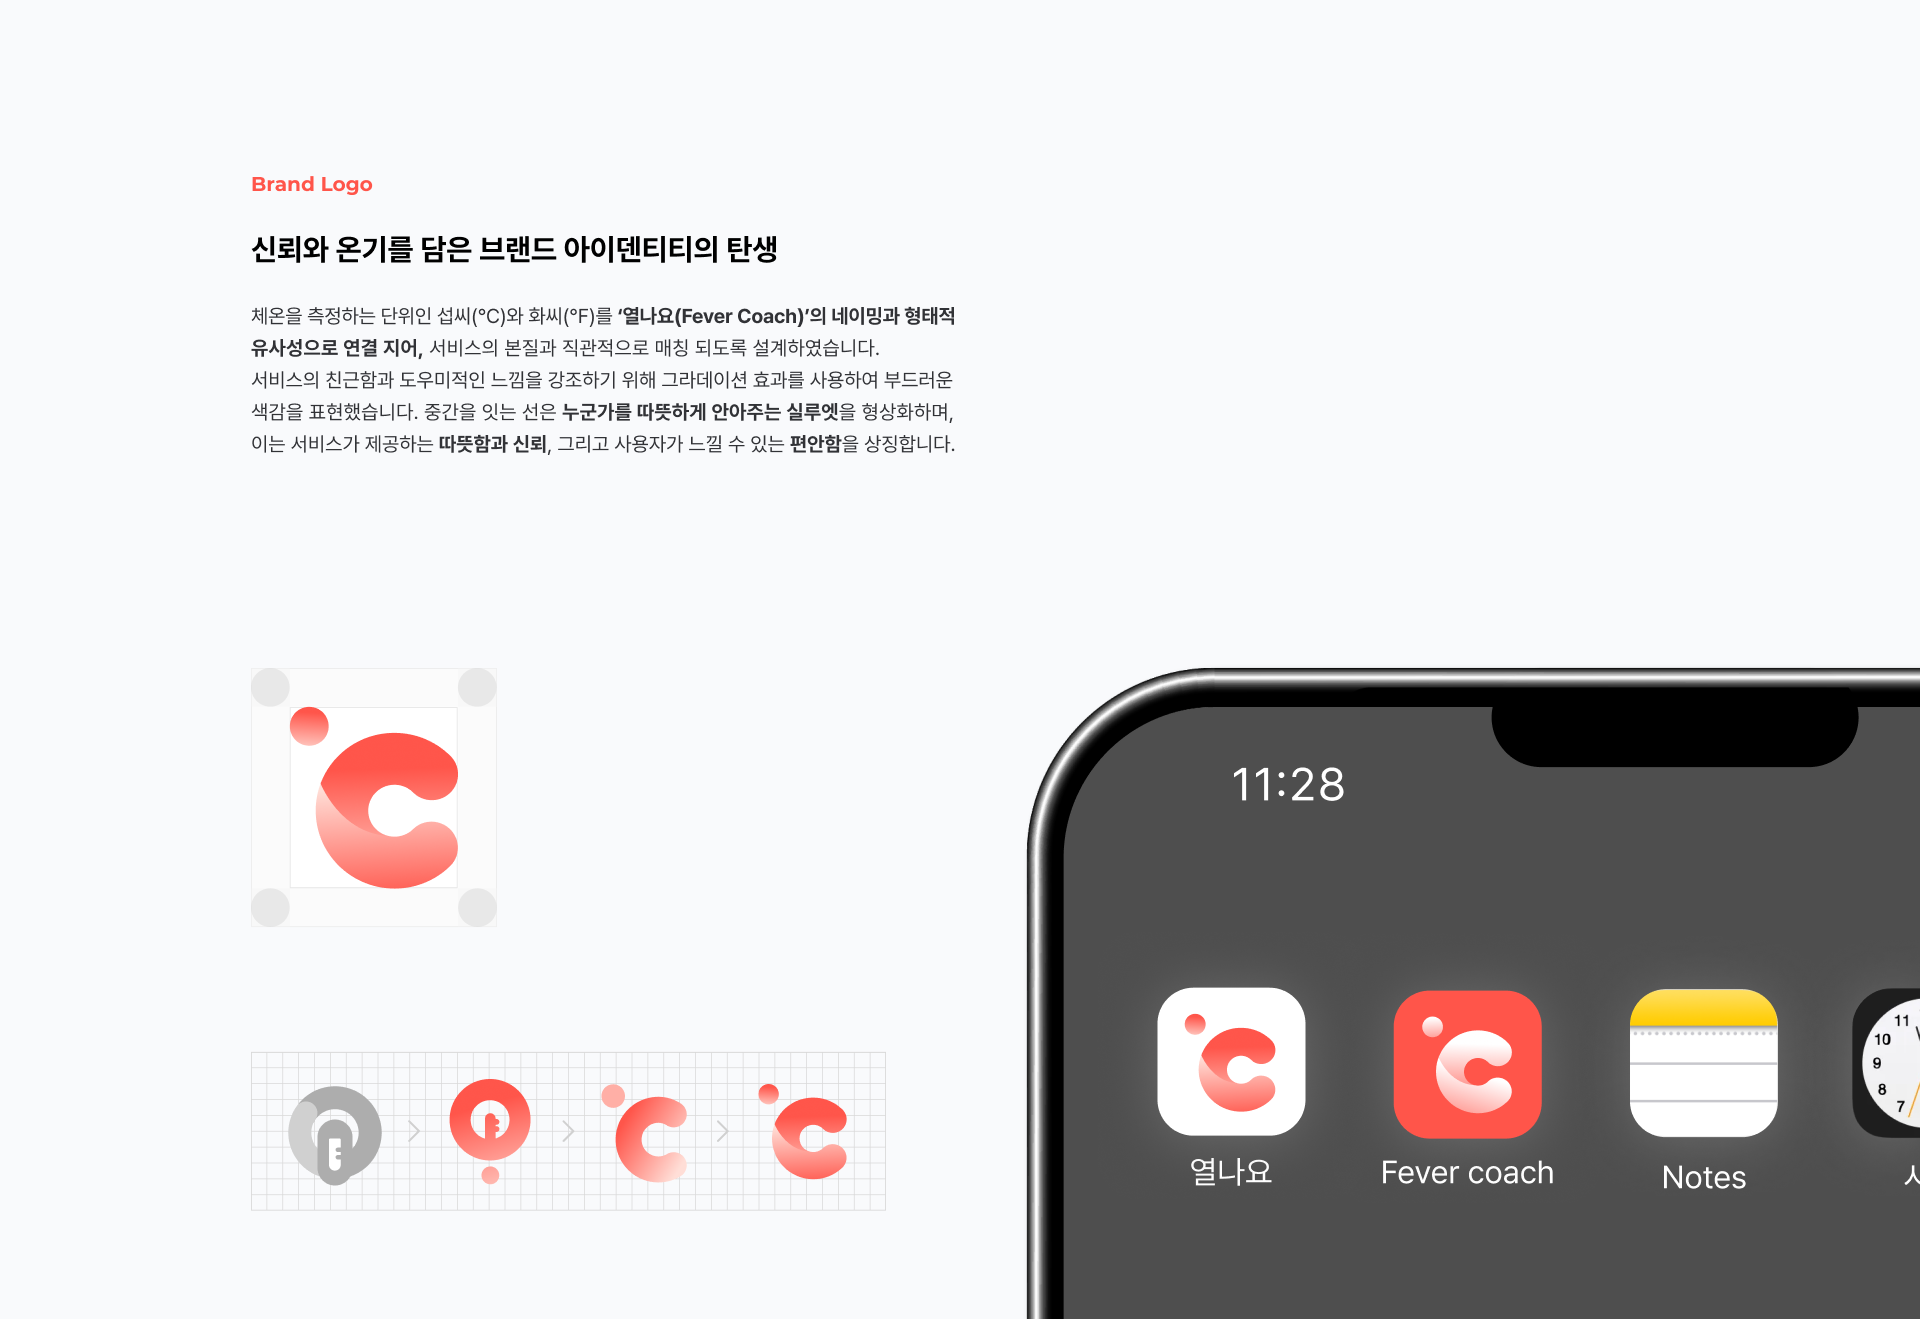 Brand Logo
신뢰와 온기를 담은 브랜드 아이덴티티의 탄생
체온을 측정하는 단위인 섭씨(°C)와 화씨(°F)를 ‘열나요(Fever Coach)’의 네이밍과 형태적
유사성으로 연결 지어, 서비스의 본질과 직관적으로 매칭 되도록 설계하였습니다.
서비스의 친근함과 도우미적인 느낌을 강조하기 위해 그라데이션 효과를 사용하여 부드러운
색감을 표현했습니다. 중간을 잇는 선은 누군가를 따뜻하게 안아주는 실루엣을 형상화하며,
이는 서비스가 제공하는 따뜻함과 신뢰, 그리고 사용자가 느낄 수 있는 편안함을 상징합니다.
11:28
11
10
9
8
7
열나요
Fever coach
Notes